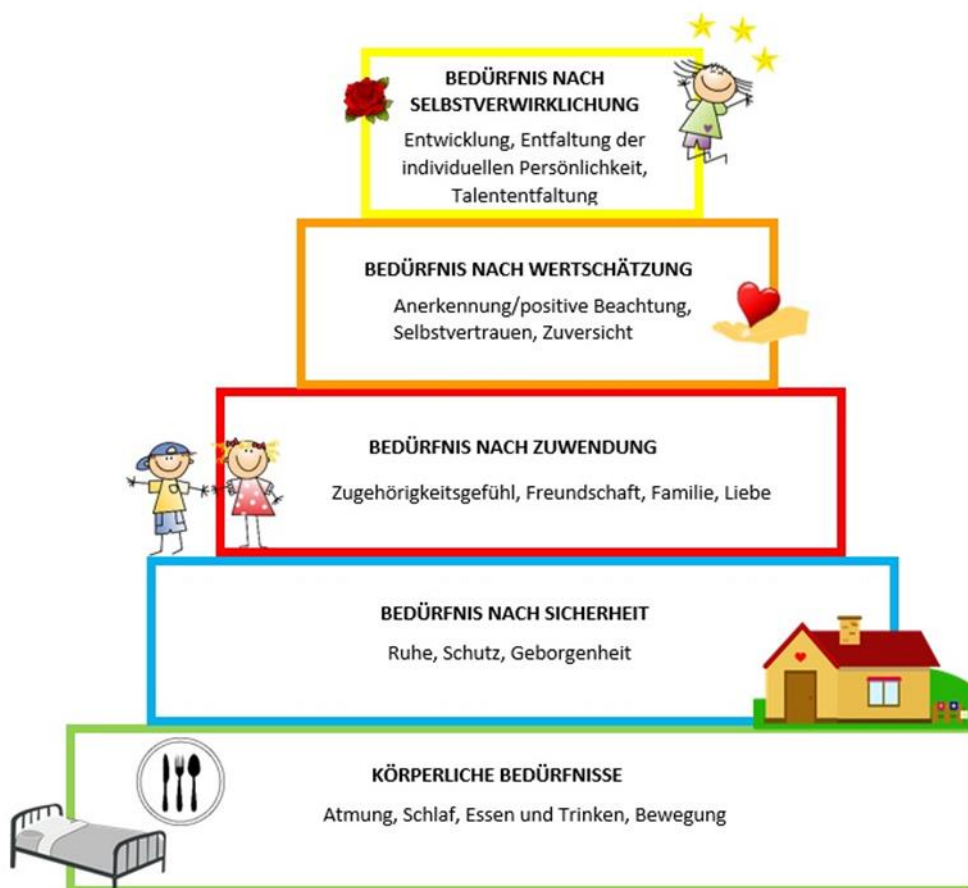 BEDÜRFNIS NACH
SELBSTVERWIRKLICHUNG
Entwicklung, Entfaltung der
individuellen Persönlichkeit,
Talententfaltung
BEDÜRFNIS NACH WERTSCHÄTZUNG
Anerkennung/positive Beachtung,
Selbstvertrauen, Zuversicht
BEDÜRFNIS NACH ZUWENDUNG
Zugehörigkeitsgefühl, Freundschaft, Familie, Liebe
BEDÜRFNIS NACH SICHERHEIT
Ruhe, Schutz, Geborgenheit
KÖRPERLICHE BEDÜRFNISSE
Atmung, Schlaf, Essen und Trinken, Bewegung